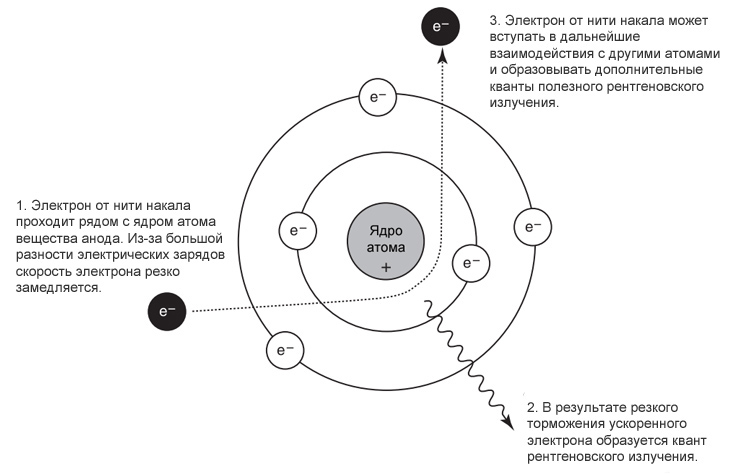 1. Электрон от нити накала
проходит рядом с ядром атома
вещества анода. Из-за большой
разности электрических зарядов
скорость электрона резко
замедляется.
e−
3. Электрон от нити накала может
вступать в дальнейшие
взаимодействия с другими атомами
и образовывать дополнительные
кванты полезного рентгеновского
излучения.
e−
e−
e−
Ядро
атома
+
e−
e−
e−
2. В результате резкого
торможения ускоренного
электрона образуется квант
рентгеновского излучения.